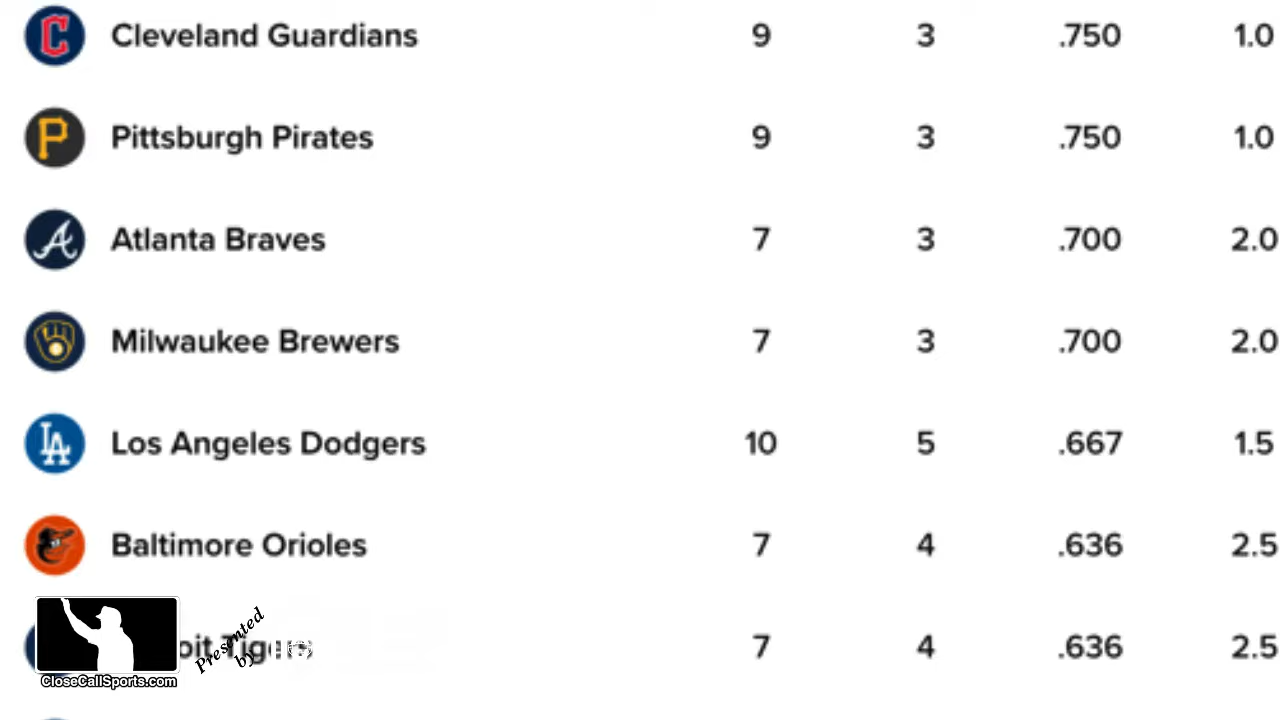 Cleveland Guardians 9 3 .750 1.0
Pittsburgh Pirates 9 3 .750 1.0
Atlanta Braves 7 3 .700 2.0
Milwaukee Brewers 7 3 .700 2.0
Los Angeles Dodgers 10 5 .667 1.5
Baltimore Orioles 7 4 .636 2.5
7 4 .636 2.5
Presented
by
CloseCallSports.com